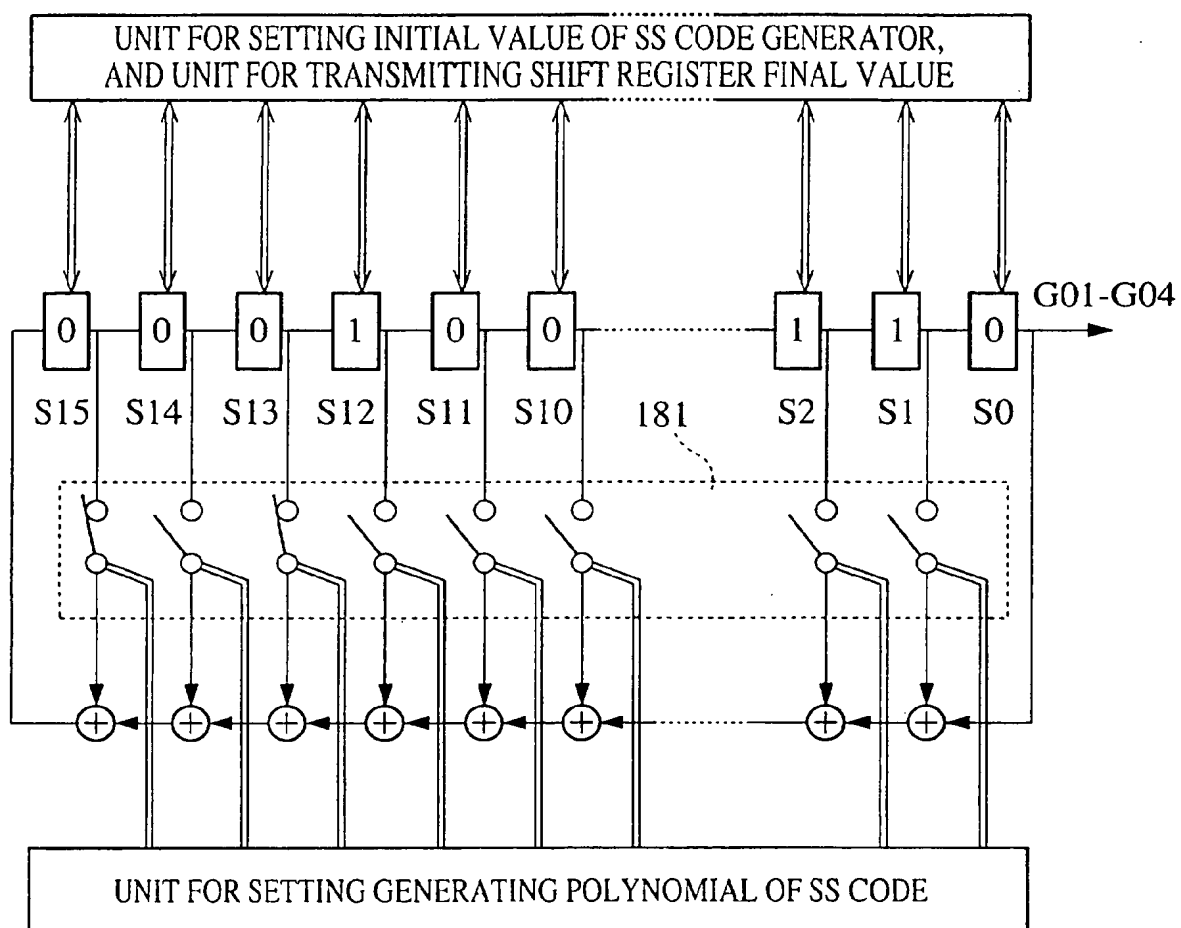 UNIT FOR SETTING INITIAL VALUE OF SS CODE GENERATOR,
AND UNIT FOR TRANSMITTING SHIFT REGISTER FINAL VALUE
G01-G04
0 0 0 1 0 0 1 1 0
S15 S14 S13 S12 S11 S10 181 S2 S1 S0
UNIT FOR SETTING GENERATING POLYNOMIAL OF SS CODE